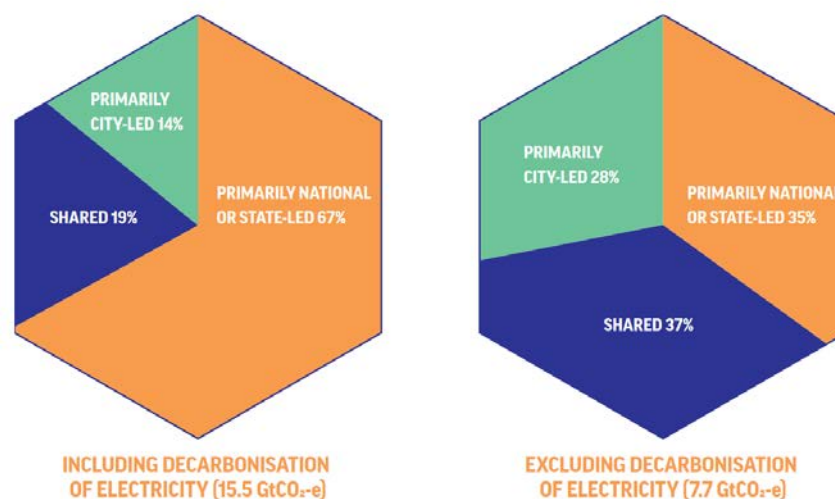 PRIMARILY
CITY-LED 14%
PRIMARILY NATIONAL
OR STATE-LED 67%
SHARED 19%
INCLUDING DECARBONISATION
OF ELECTRICITY (15.5 GtCO₂-e)
PRIMARILY
CITY-LED 28%
PRIMARILY NATIONAL
OR STATE-LED 35%
SHARED 37%
EXCLUDING DECARBONISATION
OF ELECTRICITY (7.7 GtCO₂-e)